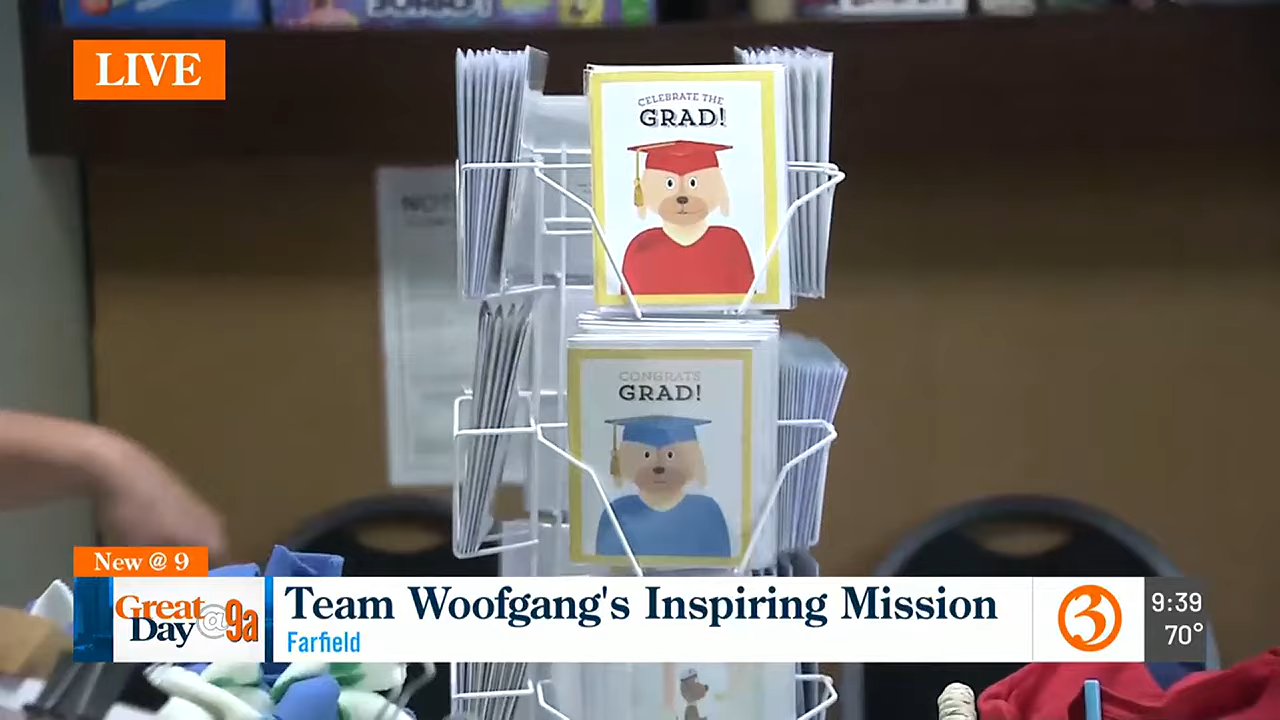 LIVE
CELEBRATE THE
GRAD!
CONGRATS
GRAD!
New @ 9
Great
Day @9a
Team Woofgang's Inspiring Mission
Farfield
3
9:39
70°